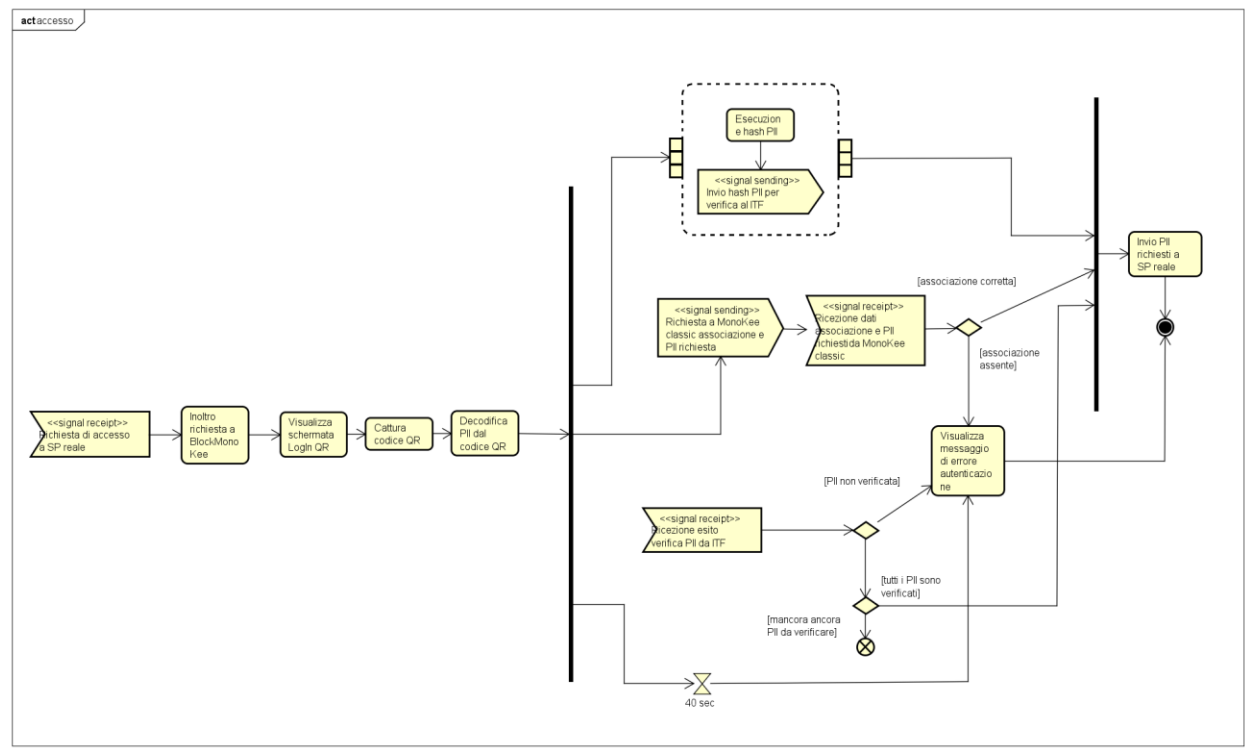 act accesso
Esecuzion
e hash PII
<<signal sending>>
Invio hash PII per
verifica al ITF
Invio PII
richiesti a
SP reale
[associazione corretta]
<<signal sending>>
Richiesta a MonoKee
classic associazione e
PII richiesta
<<signal receipt>>
Ricezione dati
associazione e PII
richiestida MonoKee
classic
[associazione
assente]
<<signal receipt>>
Richiesta di accesso
a SP reale
Inoltro
richiesta a
BlockMono
Kee
Visualizza
schermata
LogIn QR
Cattura
codice QR
Decodifica
PII dal
codice QR
Visualizza
messaggio
di errore
autenticazio
ne
[PII non verificata]
<<signal receipt>>
Ricezione esito
verifica PII da ITF
[tutti i PII sono
verificati]
[mancora ancora
PII da verificare]
40 sec